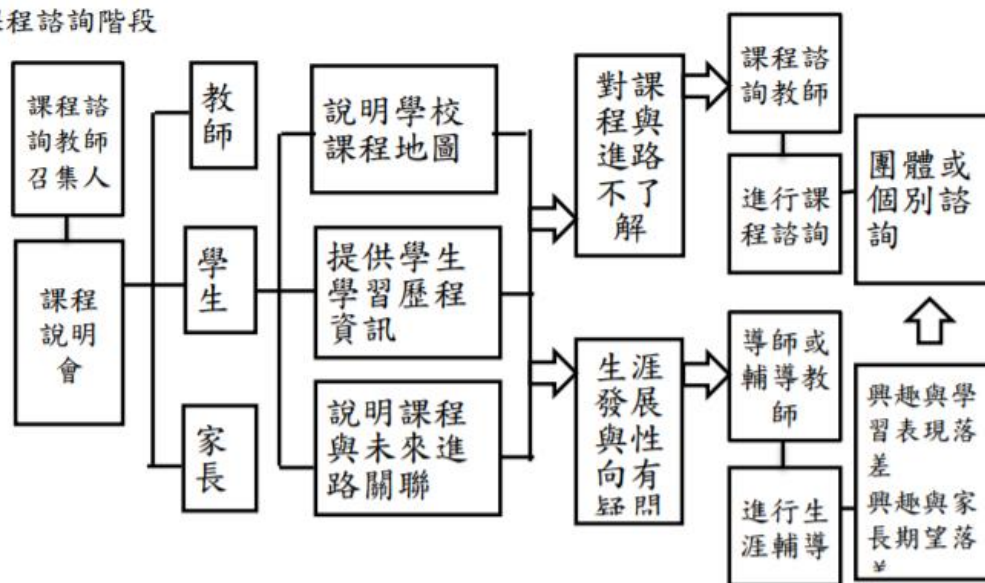 程諮詢階段
課程諮
詢教師
召集人
課程
說明
會
教
師
學
生
家
長
說明學校
課程地圖
提供學生
學習歷程
資訊
說明課程
與未來進
路關聯
對課
程與
進路
不了
解
生涯
發展
與性
向有
疑問
課程諮
詢教師
進行課
程諮詢
導師或
輔導教
師
進行生
涯輔導
團體或
個別諮
詢
興趣與學
習表現落
差
興趣與家
長期望落